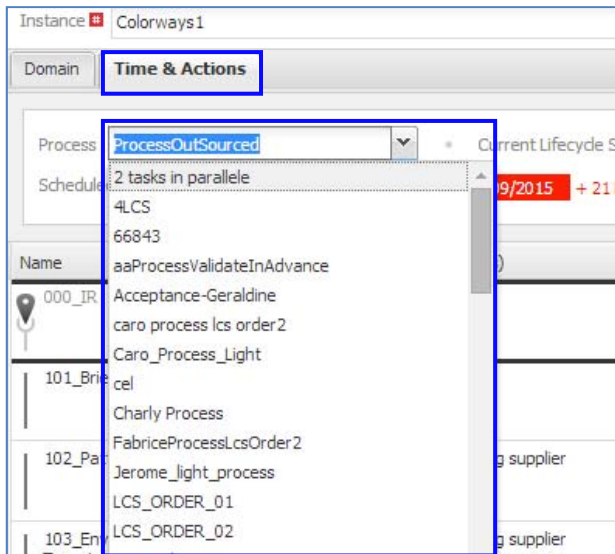 Instance # Colorways1
Domain Time & Actions
Process ProcessOutSourced Current Lifecycle S
Schedule 09/2015 + 21
2 tasks in parallele
4LCS
66843
aaProcessValidateInAdvance
Name
Acceptance-Geraldine
000_IR
caro process lcs order2
Caro_Process_Light
101_Brie
cel
Charly Process
FabriceProcessLcsOrder2
102_Pat g supplier
Jerome_light_process
LCS_ORDER_01
LCS_ORDER_02
103_Env g supplier